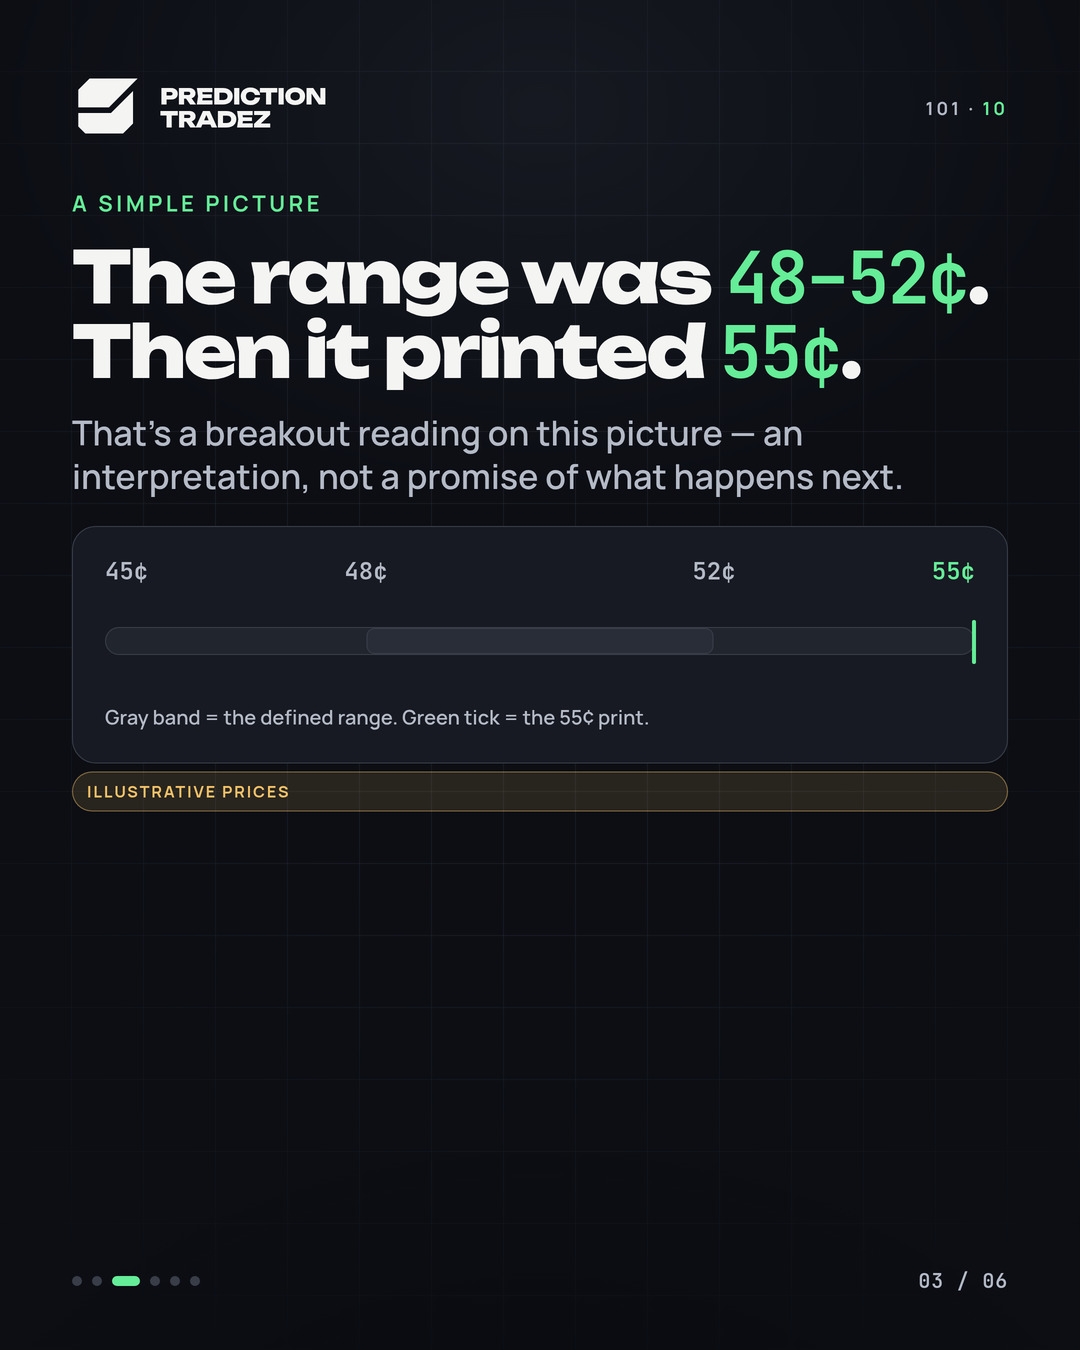 PREDICTION
TRADEZ
101 · 10
A SIMPLE PICTURE
The range was 48–52¢.
Then it printed 55¢.
That's a breakout reading on this picture — an
interpretation, not a promise of what happens next.
45¢ 48¢ 52¢ 55¢
Gray band = the defined range. Green tick = the 55¢ print.
ILLUSTRATIVE PRICES
03 / 06